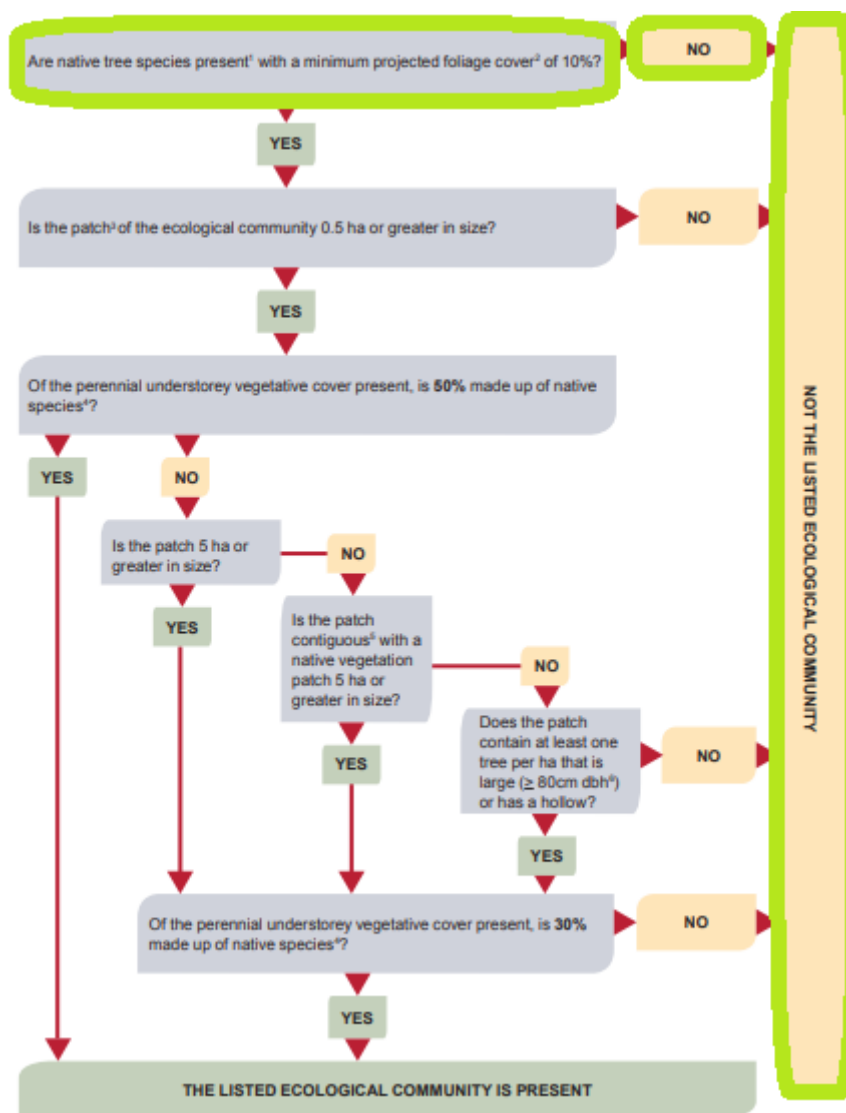 Are native tree species present¹ with a minimum projected foliage cover² of 10%?
NO
YES
Is the patch³ of the ecological community 0.5 ha or greater in size?
NO
YES
Of the perennial understorey vegetative cover present, is 50% made up of native
species⁴?
YES
NO
Is the patch 5 ha or
greater in size?
NO
YES
Is the patch
contiguous⁵ with a
native vegetation
patch 5 ha or
greater in size?
NO
YES
Does the patch
contain at least one
tree per ha that is
large (≥ 80cm dbh⁶)
or has a hollow?
NO
YES
Of the perennial understorey vegetative cover present, is 30%
made up of native species⁴?
NO
YES
THE LISTED ECOLOGICAL COMMUNITY IS PRESENT
NOT THE LISTED ECOLOGICAL COMMUNITY